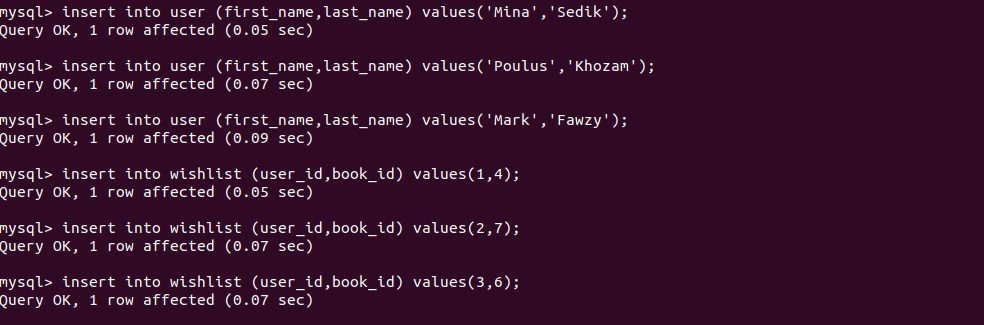 mysql> insert into user (first_name,last_name) values('Mina','Sedik');
Query OK, 1 row affected (0.05 sec)
mysql> insert into user (first_name,last_name) values('Poulus','Khozam');
Query OK, 1 row affected (0.07 sec)
mysql> insert into user (first_name,last_name) values('Mark','Fawzy');
Query OK, 1 row affected (0.09 sec)
mysql> insert into wishlist (user_id,book_id) values(1,4);
Query OK, 1 row affected (0.05 sec)
mysql> insert into wishlist (user_id,book_id) values(2,7);
Query OK, 1 row affected (0.07 sec)
mysql> insert into wishlist (user_id,book_id) values(3,6);
Query OK, 1 row affected (0.07 sec)